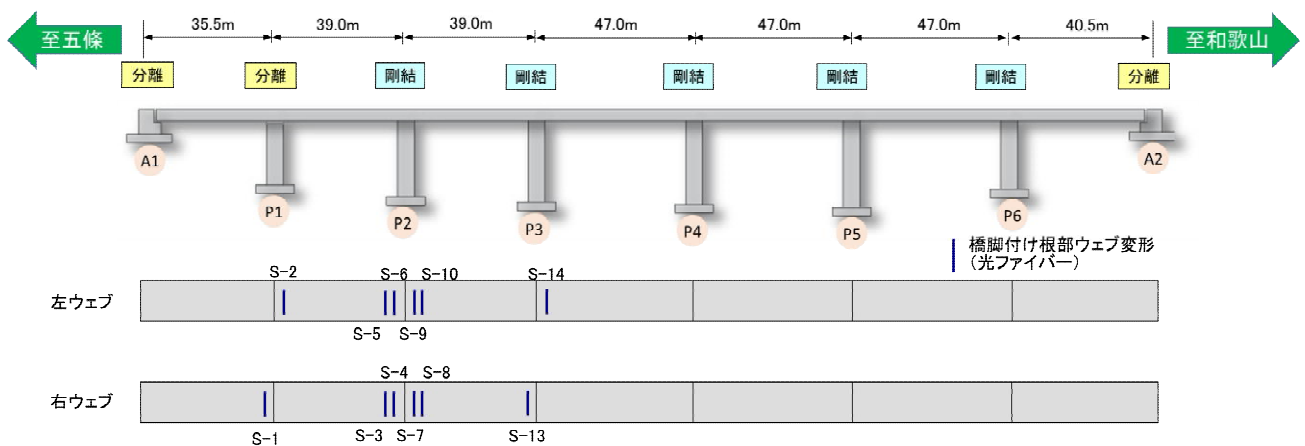 35.5m 39.0m 39.0m 47.0m 47.0m 47.0m 40.5m
至五條 至和歌山
分離 分離 剛結 剛結 剛結 剛結 剛結 分離
A1 P1 P2 P3 P4 P5 P6 A2
橋脚付け根部ウェブ変形
(光ファイバー)
S-2 S-6 S-10 S-14
左ウェブ
S-5 S-9
S-4 S-8
右ウェブ
S-1 S-3 S-7 S-13